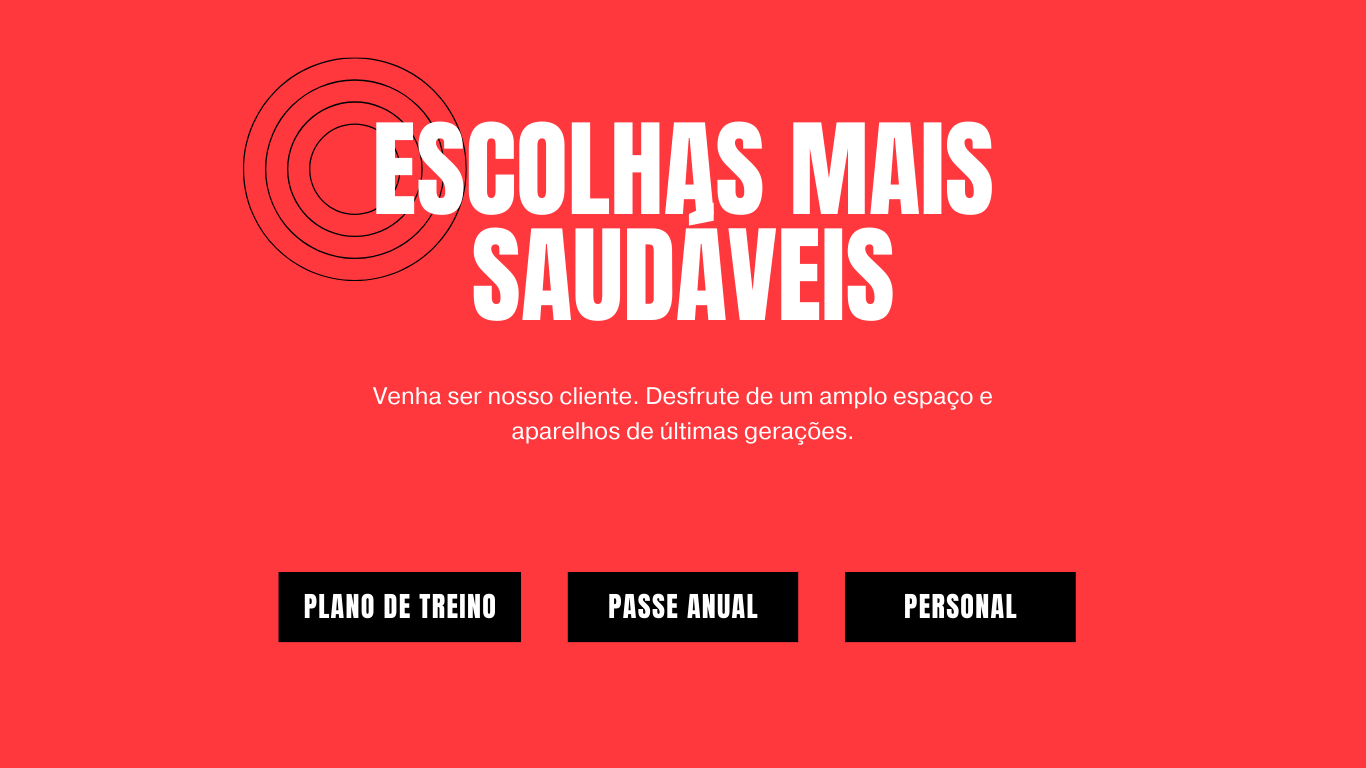 ESCOLHAS MAIS
SAUDÁVEIS
Venha ser nosso cliente. Desfrute de um amplo espaço e
aparelhos de últimas gerações.
PLANO DE TREINO
PASSE ANUAL
PERSONAL